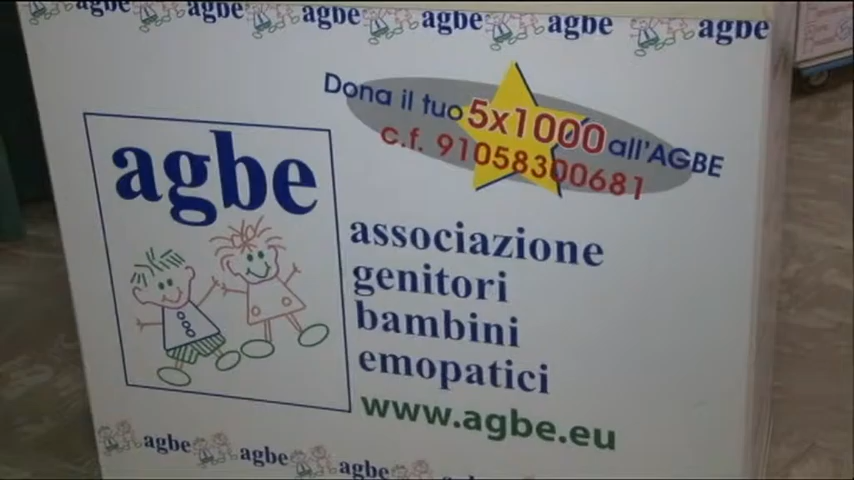 agbe agbe agbe agbe agbe agbe
Dona il tuo 5x1000 all'AGBE
c.f. 91058300681
agbe
associazione
genitori
bambini
emopatici
www.agbe.eu
agbe agbe agbe